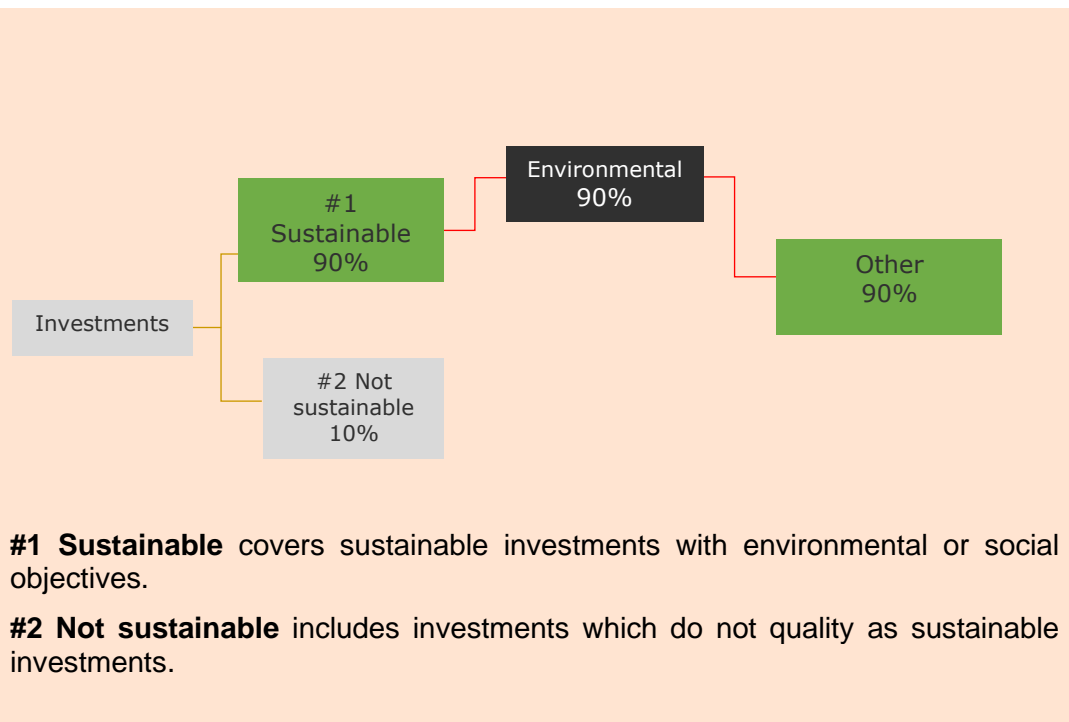 Environmental
90%
#1
Sustainable
90%
Other
90%
Investments
#2 Not
sustainable
10%
#1 Sustainable covers sustainable investments with environmental or social
objectives.
#2 Not sustainable includes investments which do not quality as sustainable
investments.